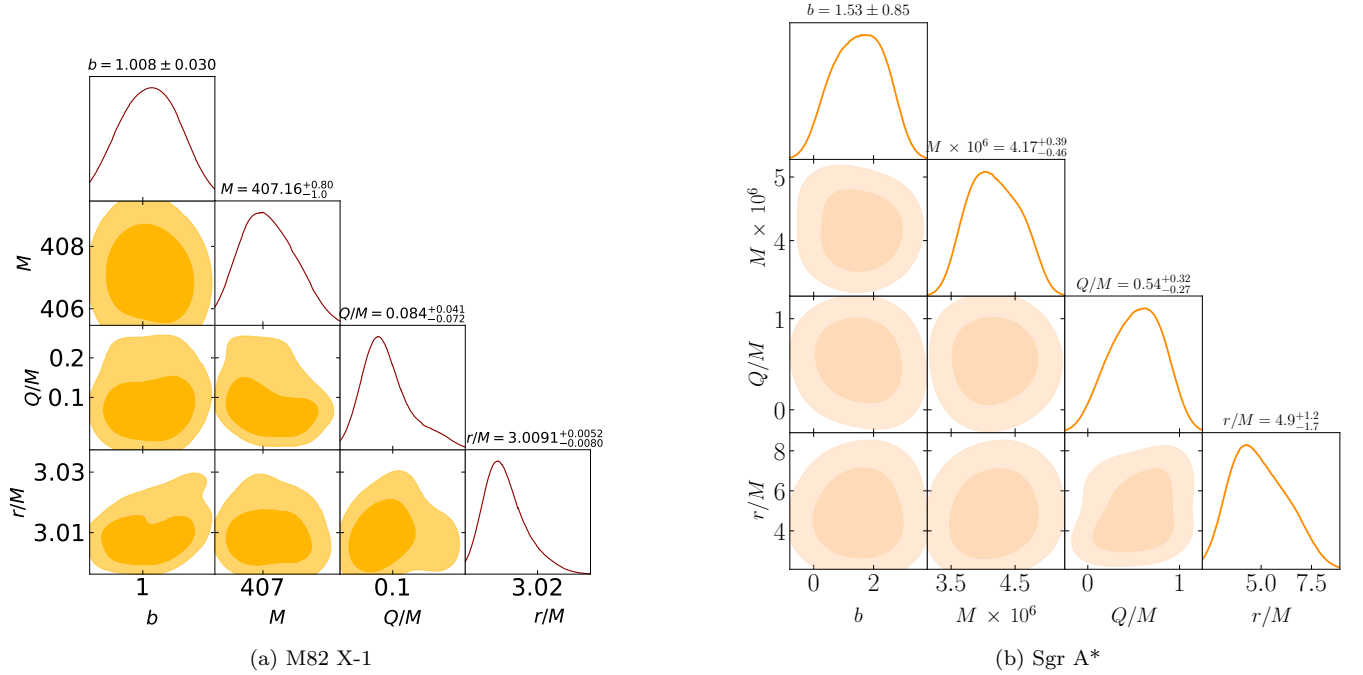 b = 1.008 ± 0.030
M = 407.16^{+0.80}_{-1.0}
408
406
M
Q/M = 0.084^{+0.041}_{-0.072}
0.2
0.1
Q/M
r/M = 3.0091^{+0.0052}_{-0.0080}
3.03
3.01
r/M
1
407
0.1
3.02
b
M
Q/M
r/M
(a) M82 X-1
b = 1.53 ± 0.85
M × 10^6 = 4.17^{+0.39}_{-0.46}
5
4
M × 10^6
Q/M = 0.54^{+0.32}_{-0.27}
1
0
Q/M
r/M = 4.9^{+1.2}_{-1.7}
8
6
4
r/M
0 2
3.5 4.5
0 1
5.0 7.5
b
M × 10^6
Q/M
r/M
(b) Sgr A*